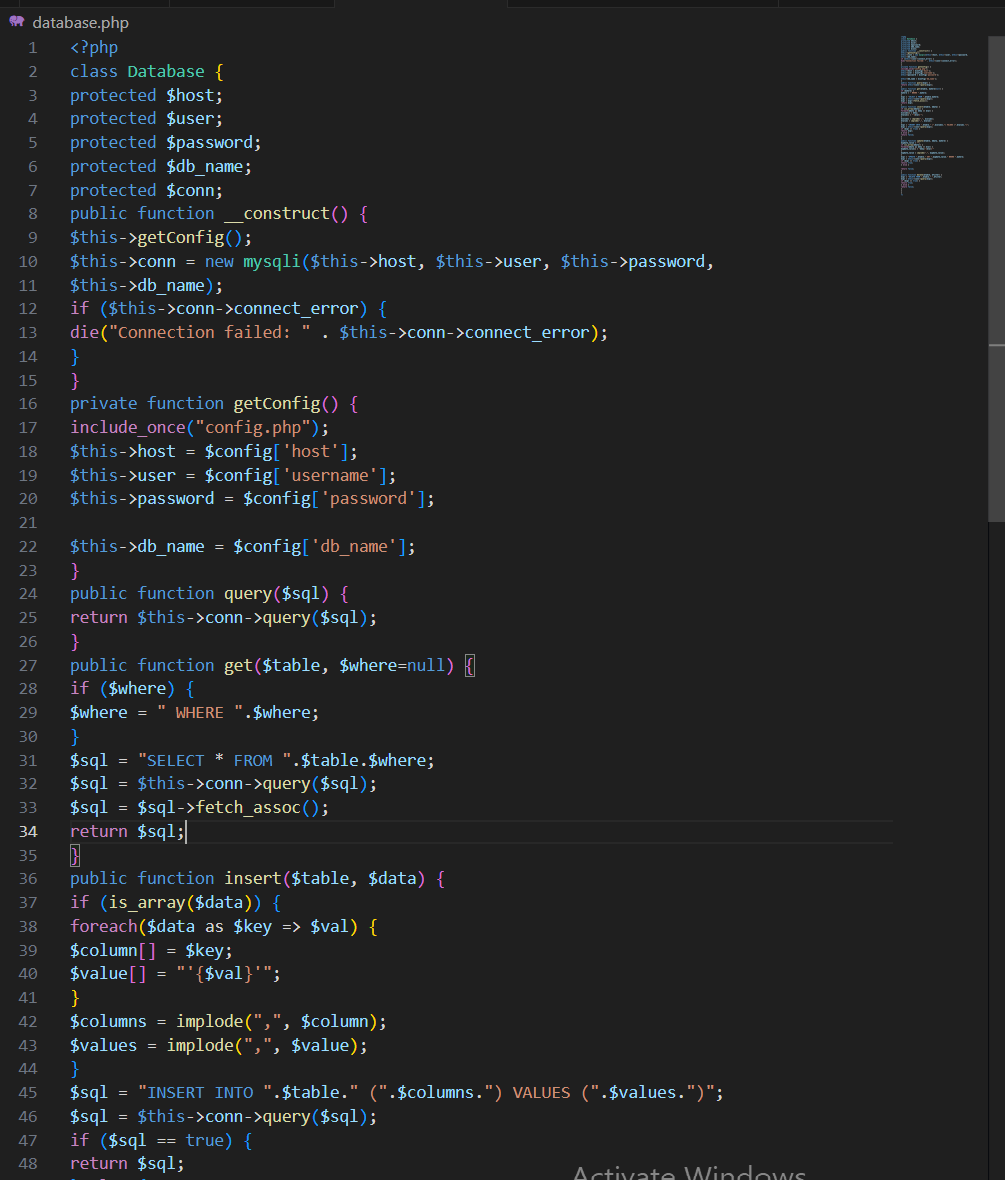 database.php
1 <?php
2 class Database {
3 protected $host;
4 protected $user;
5 protected $password;
6 protected $db_name;
7 protected $conn;
8 public function __construct() {
9 $this->getConfig();
10 $this->conn = new mysqli($this->host, $this->user, $this->password,
11 $this->db_name);
12 if ($this->conn->connect_error) {
13 die("Connection failed: " . $this->conn->connect_error);
14 }
15 }
16 private function getConfig() {
17 include_once("config.php");
18 $this->host = $config['host'];
19 $this->user = $config['username'];
20 $this->password = $config['password'];
21
22 $this->db_name = $config['db_name'];
23 }
24 public function query($sql) {
25 return $this->conn->query($sql);
26 }
27 public function get($table, $where=null) {
28 if ($where) {
29 $where = " WHERE ".$where;
30 }
31 $sql = "SELECT * FROM ".$table.$where;
32 $sql = $this->conn->query($sql);
33 $sql = $sql->fetch_assoc();
34 return $sql;
35 }
36 public function insert($table, $data) {
37 if (is_array($data)) {
38 foreach($data as $key => $val) {
39 $column[] = $key;
40 $value[] = "'{$val}'";
41 }
42 $columns = implode(",", $column);
43 $values = implode(",", $value);
44 }
45 $sql = "INSERT INTO ".$table." (".$columns.") VALUES (".$values.")";
46 $sql = $this->conn->query($sql);
47 if ($sql == true) {
48 return $sql;
Activate Windows